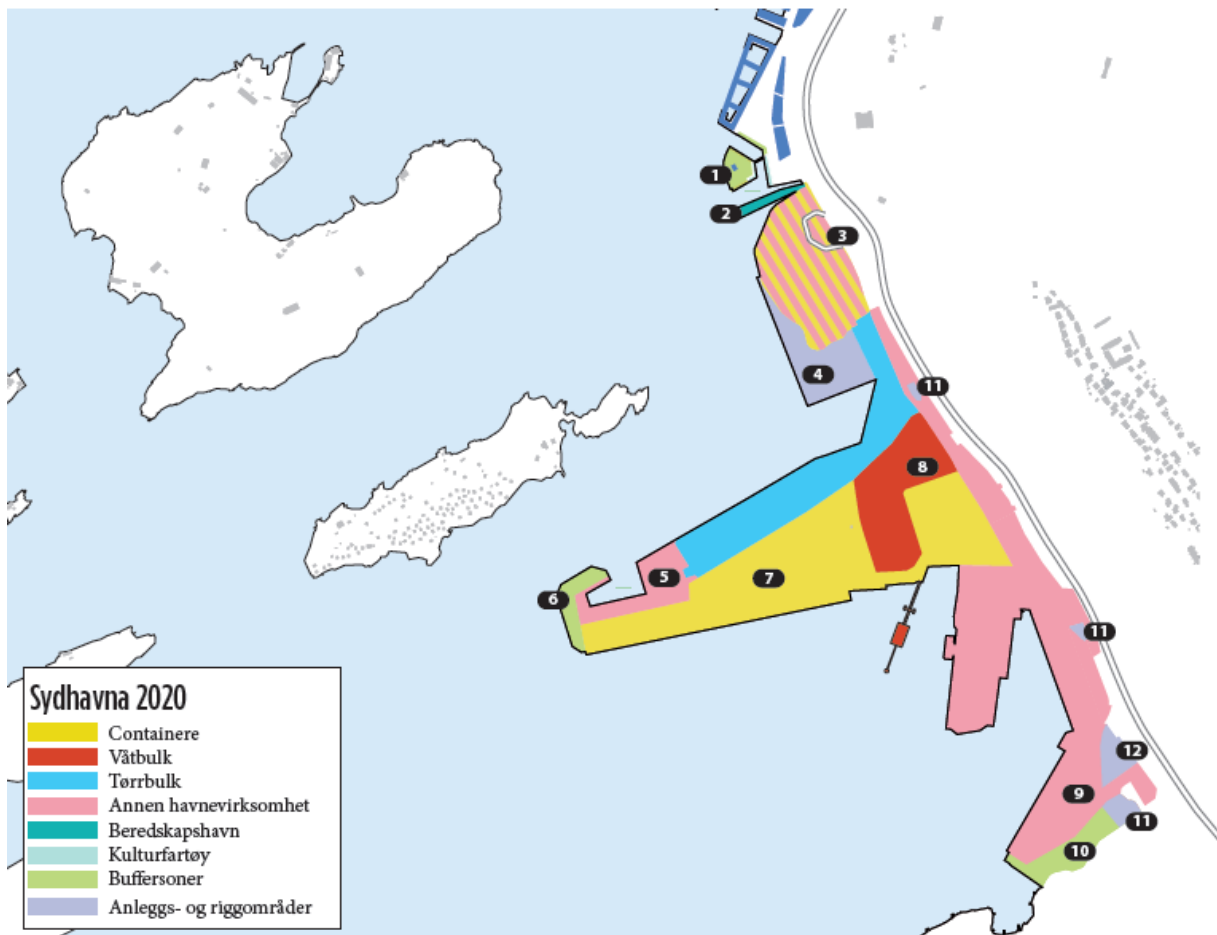 1
2
3
4
11
8
5
7
6
11
12
9
11
10
Sydhavna 2020
Containere
Våtbulk
Tørrbulk
Annen havnevirksomhet
Beredskapshavn
Kulturfartøy
Buffersoner
Anleggs- og riggområder